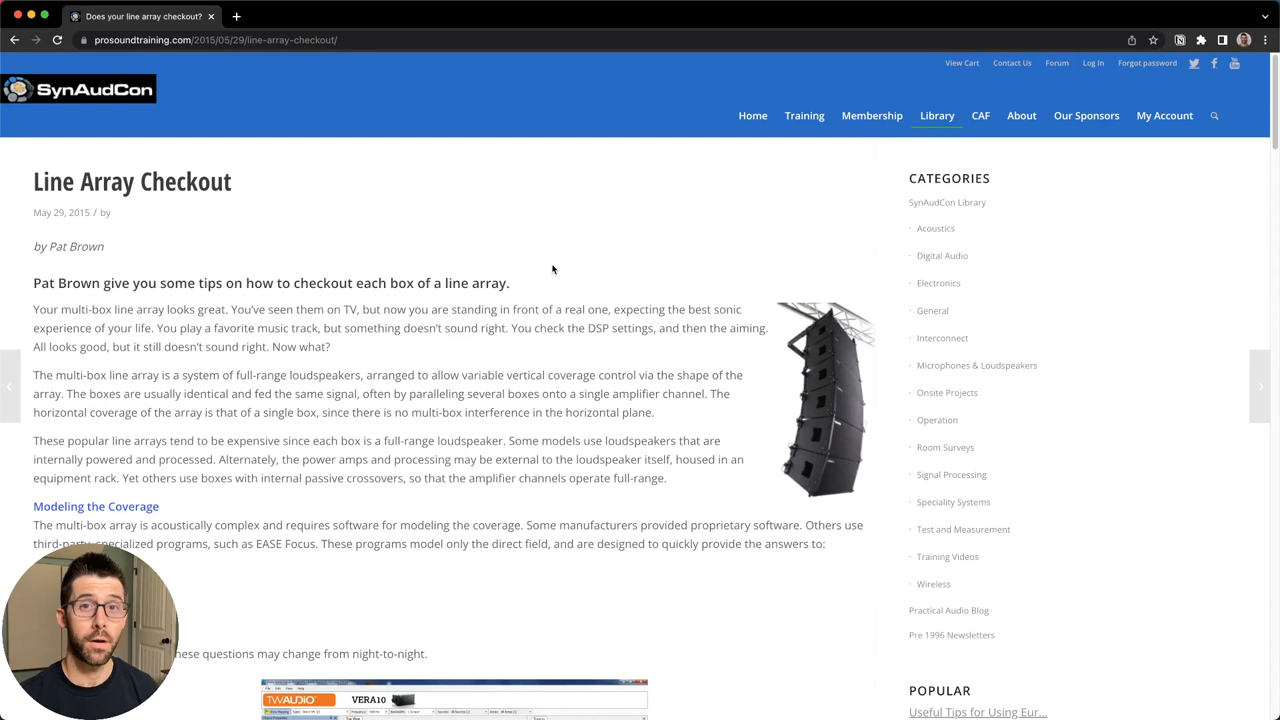 Does your line array checkout?
prosoundtraining.com/2015/05/29/line-array-checkout/
View Cart
Contact Us
Forum
Log In
Forgot password
SynAudCon
Home
Training
Membership
Library
CAF
About
Our Sponsors
My Account
Line Array Checkout
May 29, 2015 / by
by Pat Brown
Pat Brown give you some tips on how to checkout each box of a line array.
Your multi-box line array looks great. You've seen them on TV, but now you are standing in front of a real one, expecting the best sonic
experience of your life. You play a favorite music track, but something doesn't sound right. You check the DSP settings, and then the aiming.
All looks good, but it still doesn't sound right. Now what?
The multi-box line array is a system of full-range loudspeakers, arranged to allow variable vertical coverage control via the shape of the
array. The boxes are usually identical and fed the same signal, often by paralleling several boxes onto a single amplifier channel. The
horizontal coverage of the array is that of a single box, since there is no multi-box interference in the horizontal plane.
These popular line arrays tend to be expensive since each box is a full-range loudspeaker. Some models use loudspeakers that are
internally powered and processed. Alternately, the power amps and processing may be external to the loudspeaker itself, housed in an
equipment rack. Yet others use boxes with internal passive crossovers, so that the amplifier channels operate full-range.
Modeling the Coverage
The multi-box array is acoustically complex and requires software for modeling the coverage. Some manufacturers provided proprietary software. Others use
third-party, specialized programs, such as EASE Focus. These programs model only the direct field, and are designed to quickly provide the answers to:
these questions may change from night-to-night.
TWAUDIO
VERA10
CATEGORIES
SynAudCon Library
Acoustics
Digital Audio
Electronics
General
Interconnect
Microphones & Loudspeakers
Onsite Projects
Operation
Room Surveys
Signal Processing
Speciality Systems
Test and Measurement
Training Videos
Wireless
Practical Audio Blog
Pre 1996 Newsletters
POPULAR
Useful Tips for Using Eur...